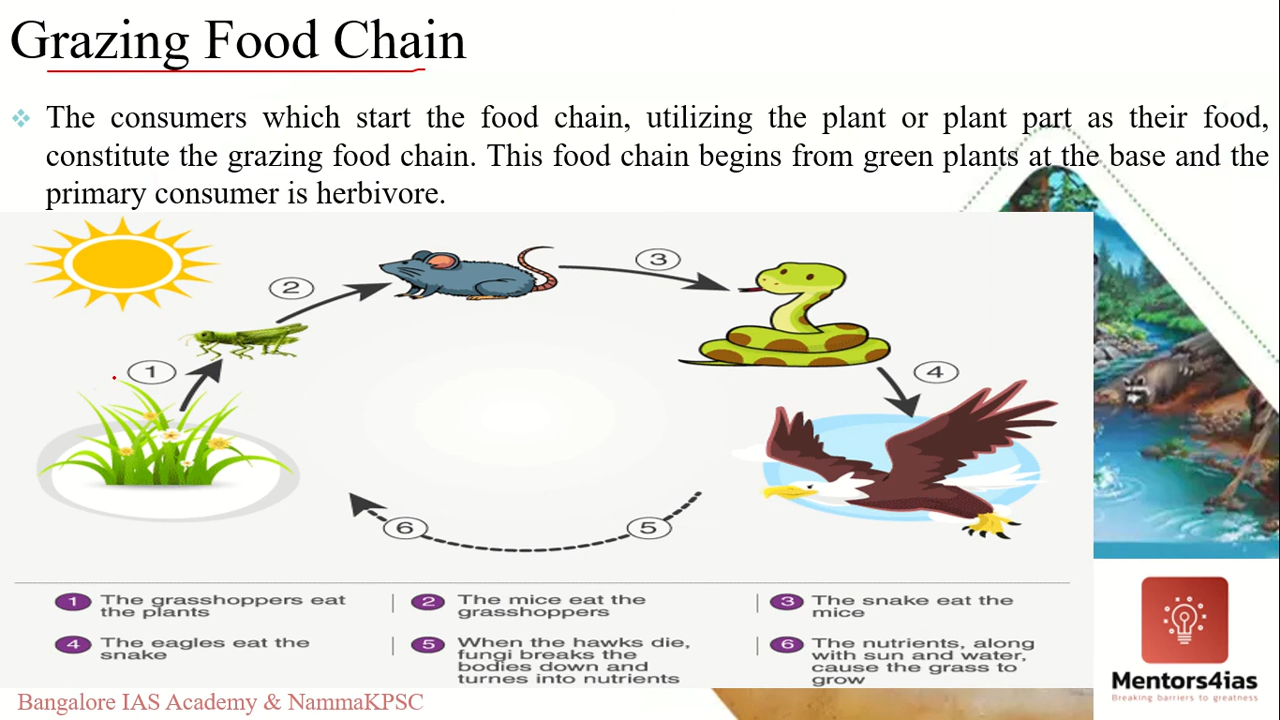 Grazing Food Chain
The consumers which start the food chain, utilizing the plant or plant part as their food,
constitute the grazing food chain. This food chain begins from green plants at the base and the
primary consumer is herbivore.
3
2
1
4
6
5
1 The grasshoppers eat
the plants
2 The mice eat the
grasshoppers
3 The snake eat the
mice
4 The eagles eat the
snake
5 When the hawks die,
fungi breaks the
bodies down and
turnes into nutrients
6 The nutrients, along
with sun and water,
cause the grass to
grow
Mentors4ias
Breaking barriers to greatness
Bangalore IAS Academy & NammaKPSC